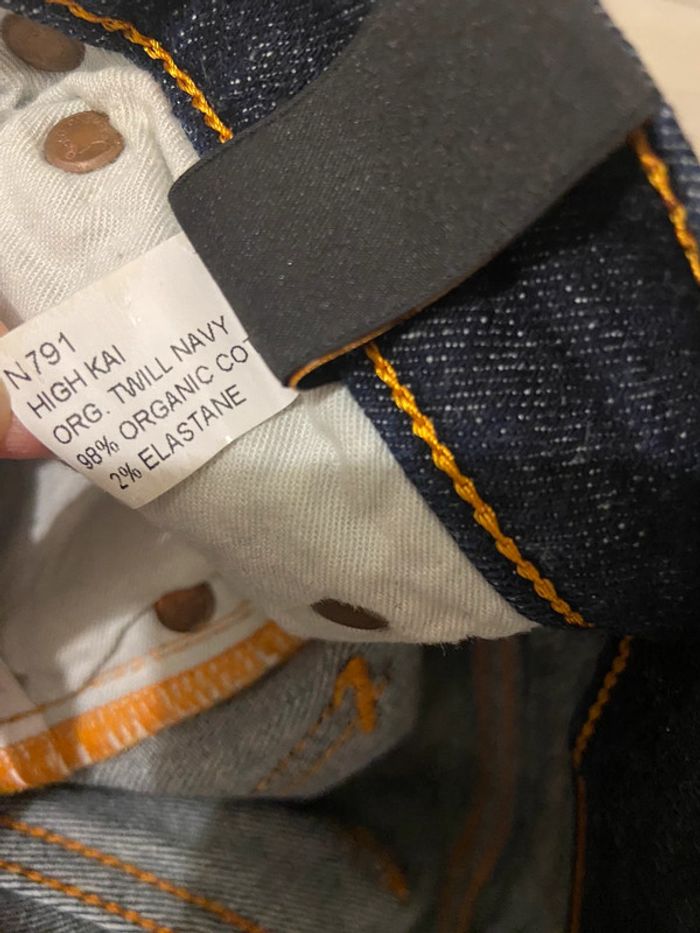 N791
HIGH KAI
ORG. TWILL NAVY
98% ORGANIC COT
2% ELASTANE